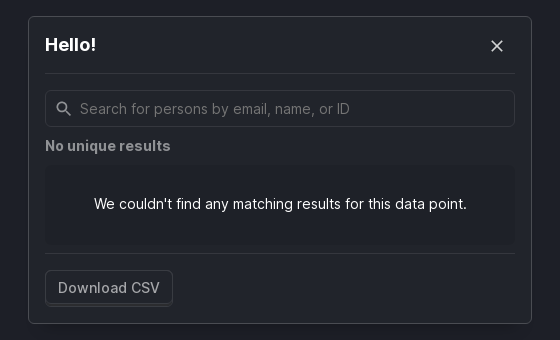 Hello!
Search for persons by email, name, or ID
No unique results
We couldn't find any matching results for this data point.
Download CSV